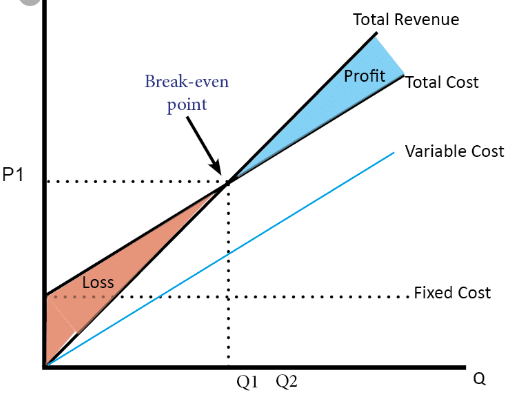 Total Revenue
Profit
Total Cost
Break-even
point
Variable Cost
P1
Loss
Fixed Cost
Q1 Q2
Q